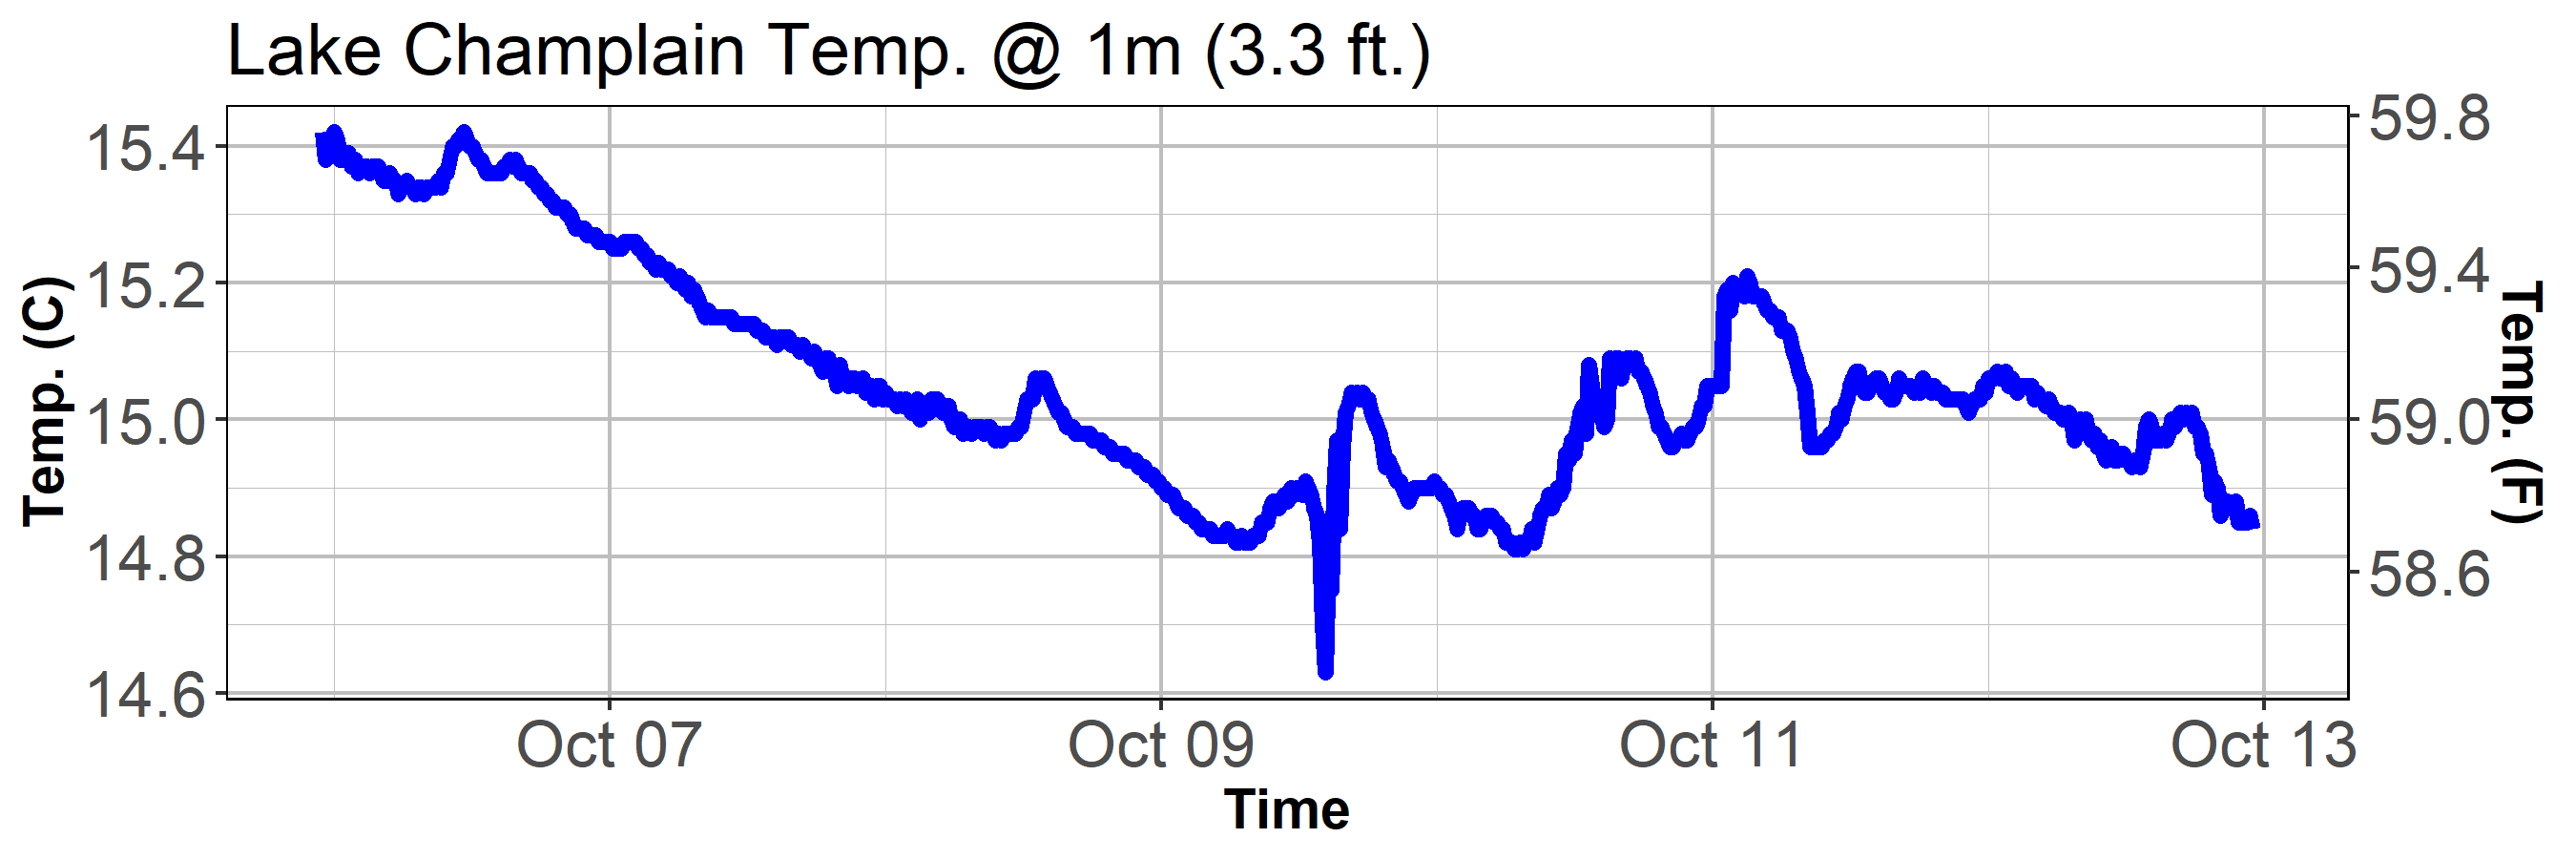 Lake Champlain Temp. @ 1m (3.3 ft.)
Temp. (C)
15.4
15.2
15.0
14.8
14.6
59.8
59.4
59.0
58.6
Temp. (F)
Oct 07
Oct 09
Oct 11
Oct 13
Time